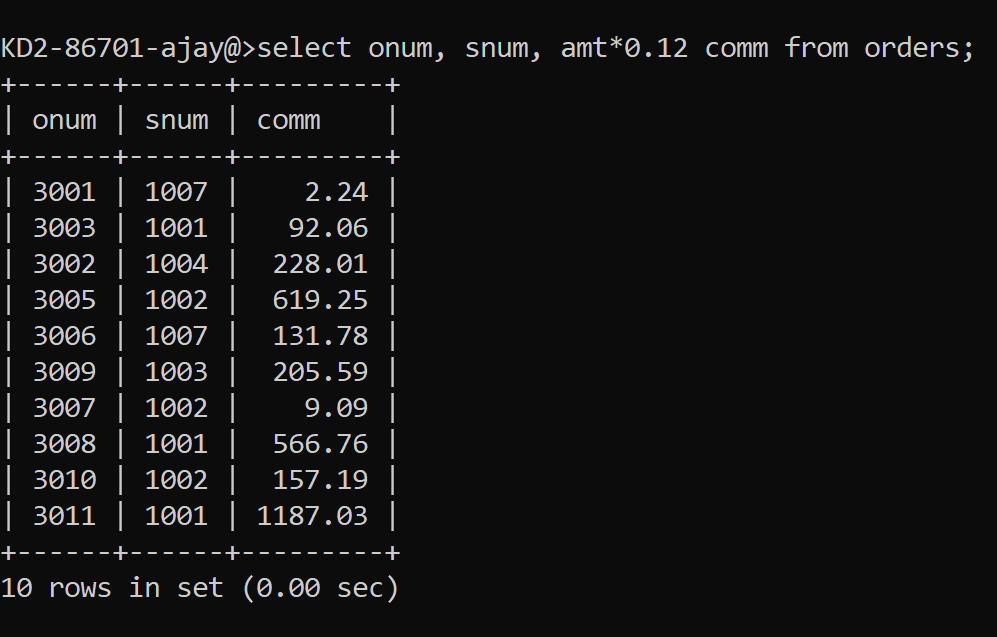 KD2-86701-ajay@>select onum, snum, amt*0.12 comm from orders;
+------+------+---------+
| onum | snum | comm    |
+------+------+---------+
| 3001 | 1007 |    2.24 |
| 3003 | 1001 |   92.06 |
| 3002 | 1004 |  228.01 |
| 3005 | 1002 |  619.25 |
| 3006 | 1007 |  131.78 |
| 3009 | 1003 |  205.59 |
| 3007 | 1002 |    9.09 |
| 3008 | 1001 |  566.76 |
| 3010 | 1002 |  157.19 |
| 3011 | 1001 | 1187.03 |
+------+------+---------+
10 rows in set (0.00 sec)